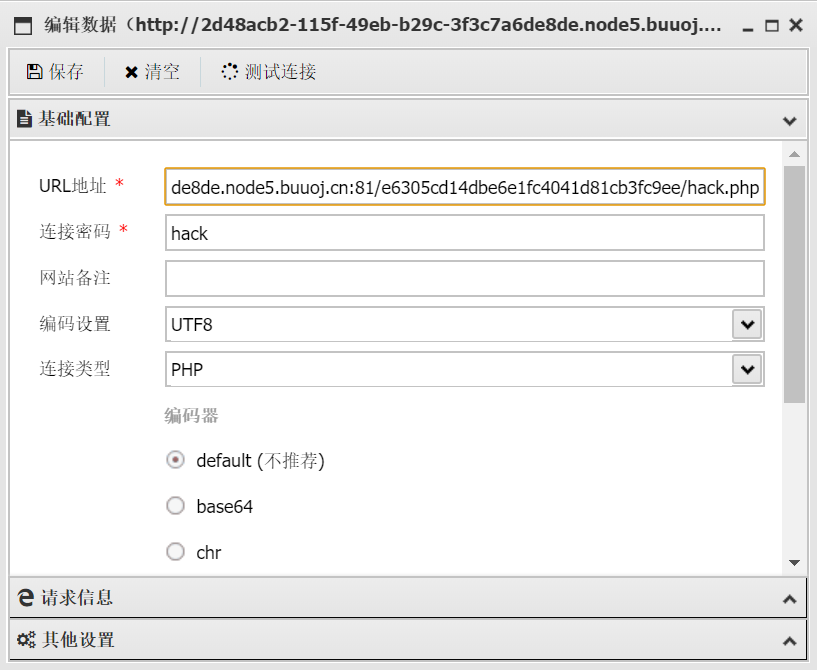 编辑数据（http://2d48acb2-115f-49eb-b29c-3f3c7a6de8de.node5.buuoj....
保存 清空 测试连接
基础配置
URL地址 * de8de.node5.buuoj.cn:81/e6305cd14dbe6e1fc4041d81cb3fc9ee/hack.php
连接密码 * hack
网站备注
编码设置 UTF8
连接类型 PHP
编码器
default (不推荐)
base64
chr
请求信息
其他设置